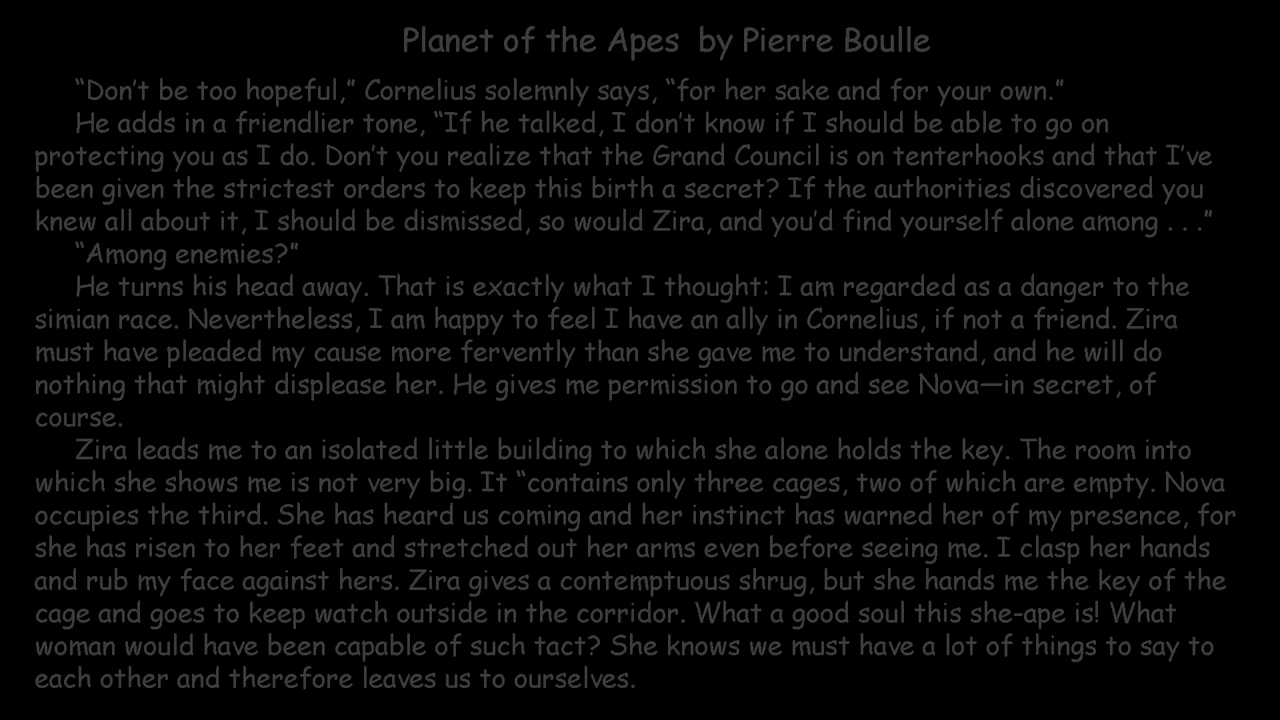 Planet of the Apes by Pierre Boulle
“Don’t be too hopeful,” Cornelius solemnly says, “for her sake and for your own.”
He adds in a friendlier tone, “If he talked, I don’t know if I should be able to go on
protecting you as I do. Don’t you realize that the Grand Council is on tenterhooks and that I’ve
been given the strictest orders to keep this birth a secret? If the authorities discovered you
knew all about it, I should be dismissed, so would Zira, and you’d find yourself alone among . . .”
“Among enemies?”
He turns his head away. That is exactly what I thought: I am regarded as a danger to the
simian race. Nevertheless, I am happy to feel I have an ally in Cornelius, if not a friend. Zira
must have pleaded my cause more fervently than she gave me to understand, and he will do
nothing that might displease her. He gives me permission to go and see Nova—in secret, of
course.
Zira leads me to an isolated little building to which she alone holds the key. The room into
which she shows me is not very big. It “contains only three cages, two of which are empty. Nova
occupies the third. She has heard us coming and her instinct has warned her of my presence, for
she has risen to her feet and stretched out her arms even before seeing me. I clasp her hands
and rub my face against hers. Zira gives a contemptuous shrug, but she hands me the key of the
cage and goes to keep watch outside in the corridor. What a good soul this she-ape is! What
woman would have been capable of such tact? She knows we must have a lot of things to say to
each other and therefore leaves us to ourselves.